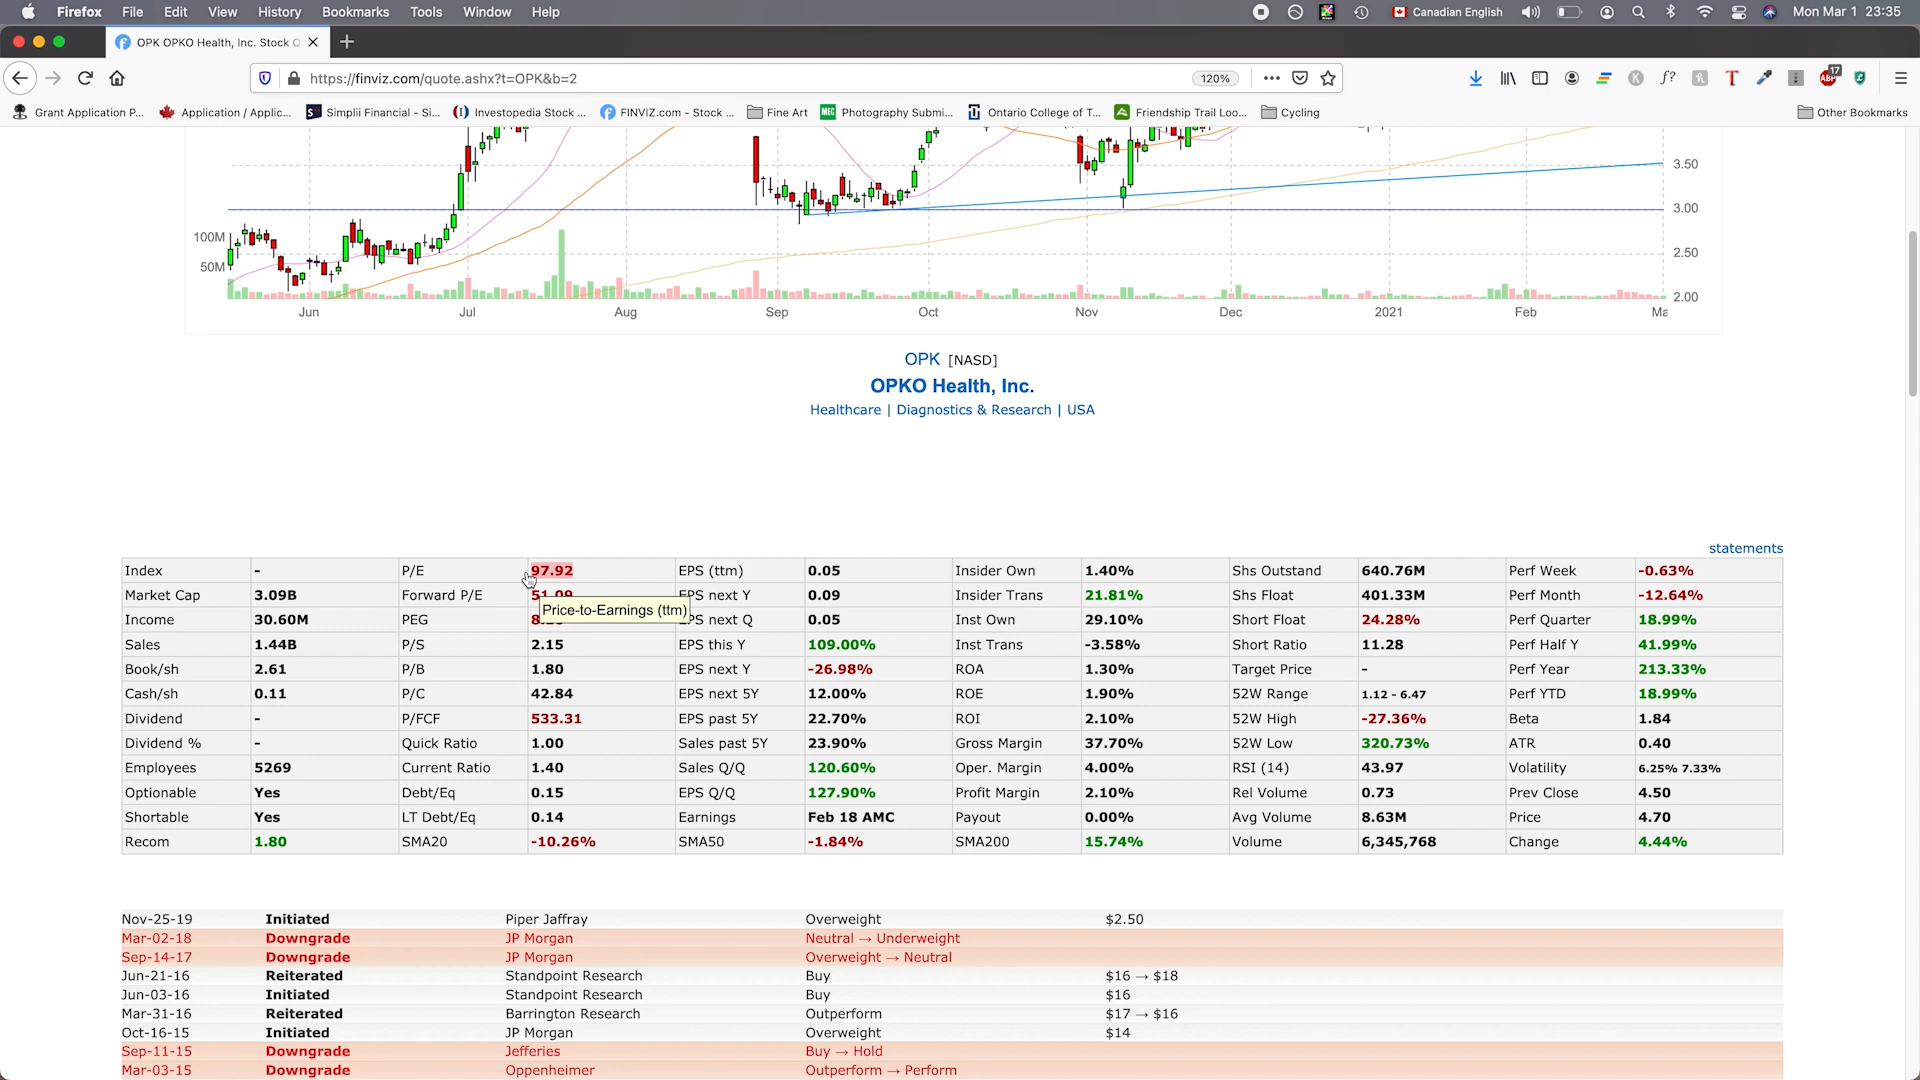 Firefox File Edit View History Bookmarks Tools Window Help Canadian English Mon Mar 1 23:35
OPK OPKO Health, Inc. Stock Q
https://finviz.com/quote.ashx?t=OPK&b=2 120% 17
Grant Application P... Application / Applic... Simplii Financial - Si... Investopedia Stock ... FINVIZ.com - Stock ... Fine Art MEC Photography Submi... Ontario College of T... Friendship Trail Loo... Cycling Other Bookmarks
3.50
3.00
100M
2.50
50M
2.00
Jun Jul Aug Sep Oct Nov Dec 2021 Feb Ma
OPK [NASD]
OPKO Health, Inc.
Healthcare | Diagnostics & Research | USA
statements
Index - P/E 97.92 EPS (ttm) 0.05 Insider Own 1.40% Shs Outstand 640.76M Perf Week -0.63%
Market Cap 3.09B Forward P/E 51.09 EPS next Y 0.09 Insider Trans 21.81% Shs Float 401.33M Perf Month -12.64%
Price-to-Earnings (ttm)
Income 30.60M PEG EPS next Q 0.05 Inst Own 29.10% Short Float 24.28% Perf Quarter 18.99%
Sales 1.44B P/S 2.15 EPS this Y 109.00% Inst Trans -3.58% Short Ratio 11.28 Perf Half Y 41.99%
Book/sh 2.61 P/B 1.80 EPS next Y -26.98% ROA 1.30% Target Price - Perf Year 213.33%
Cash/sh 0.11 P/C 42.84 EPS next 5Y 12.00% ROE 1.90% 52W Range 1.12 - 6.47 Perf YTD 18.99%
Dividend - P/FCF 533.31 EPS past 5Y 22.70% ROI 2.10% 52W High -27.36% Beta 1.84
Dividend % - Quick Ratio 1.00 Sales past 5Y 23.90% Gross Margin 37.70% 52W Low 320.73% ATR 0.40
Employees 5269 Current Ratio 1.40 Sales Q/Q 120.60% Oper. Margin 4.00% RSI (14) 43.97 Volatility 6.25% 7.33%
Optionable Yes Debt/Eq 0.15 EPS Q/Q 127.90% Profit Margin 2.10% Rel Volume 0.73 Prev Close 4.50
Shortable Yes LT Debt/Eq 0.14 Earnings Feb 18 AMC Payout 0.00% Avg Volume 8.63M Price 4.70
Recom 1.80 SMA20 -10.26% SMA50 -1.84% SMA200 15.74% Volume 6,345,768 Change 4.44%
Nov-25-19 Initiated Piper Jaffray Overweight $2.50
Mar-02-18 Downgrade JP Morgan Neutral → Underweight
Sep-14-17 Downgrade JP Morgan Overweight → Neutral
Jun-21-16 Reiterated Standpoint Research Buy $16 → $18
Jun-03-16 Initiated Standpoint Research Buy $16
Mar-31-16 Reiterated Barrington Research Outperform $17 → $16
Oct-16-15 Initiated JP Morgan Overweight $14
Sep-11-15 Downgrade Jefferies Buy → Hold
Mar-03-15 Downgrade Oppenheimer Outperform → Perform